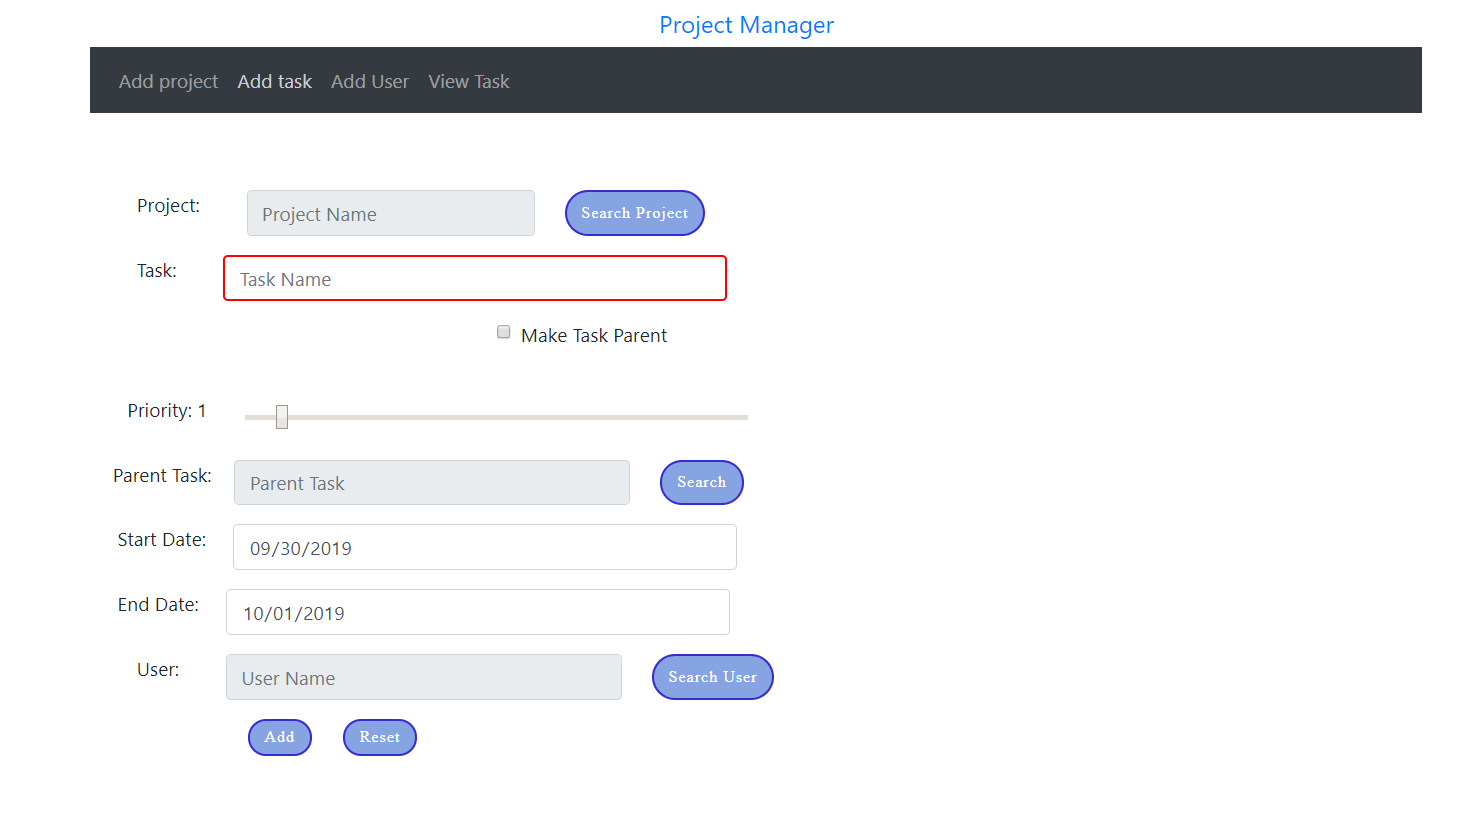 Project Manager
Add project Add task Add User View Task
Project: Project Name Search Project
Task: Task Name
Make Task Parent
Priority: 1
Parent Task: Parent Task Search
Start Date: 09/30/2019
End Date: 10/01/2019
User: User Name Search User
Add Reset